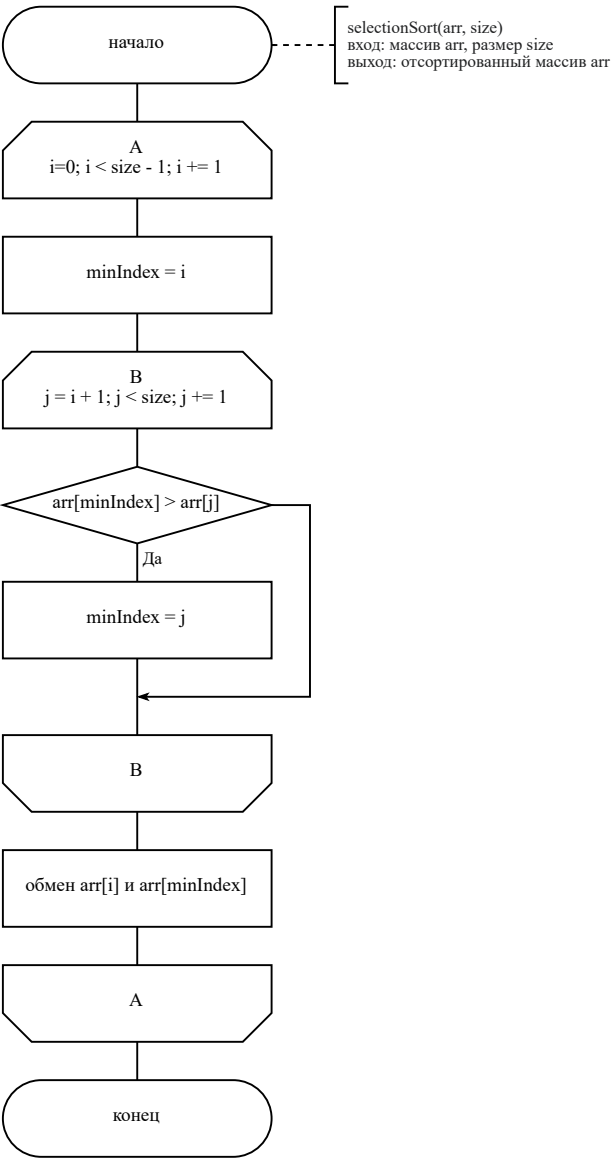 начало
selectionSort(arr, size)
вход: массив arr, размер size
выход: отсортированный массив arr
A
i=0; i < size - 1; i += 1
minIndex = i
B
j = i + 1; j < size; j += 1
arr[minIndex] > arr[j]
Да
minIndex = j
B
обмен arr[i] и arr[minIndex]
A
конец